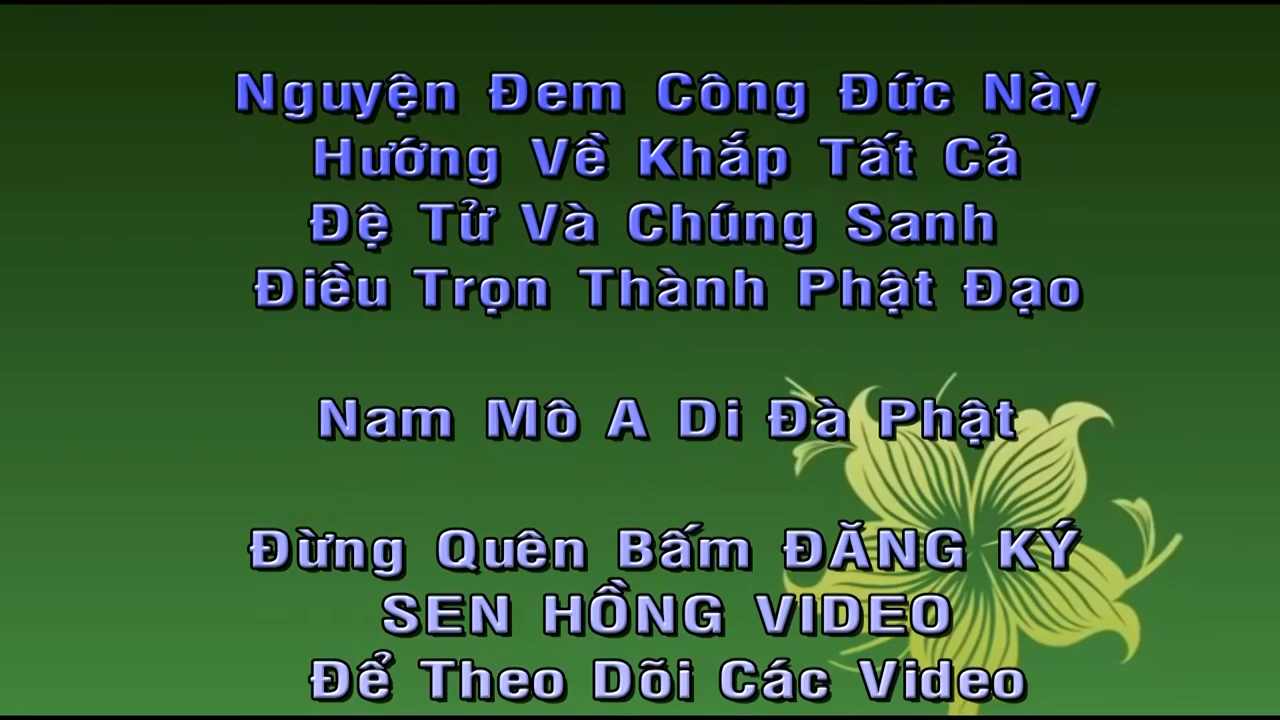 Nguyện Đem Công Đức Này
Hướng Về Khắp Tất Cả
Đệ Tử Và Chúng Sanh
Điều Trọn Thành Phật Đạo
Nam Mô A Di Đà Phật
Đừng Quên Bấm ĐĂNG KÝ
SEN HỒNG VIDEO
Để Theo Dõi Các Video